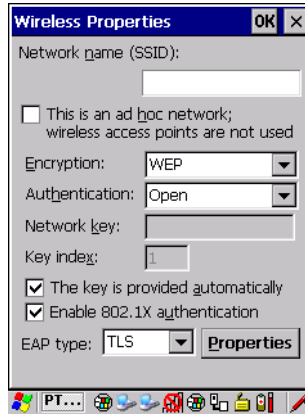 Wireless Properties OK ×
Network name (SSID):
This is an ad hoc network;
wireless access points are not used
Encryption: WEP
Authentication: Open
Network key:
Key index: 1
The key is provided automatically
Enable 802.1X authentication
EAP type: TLS Properties
PT...